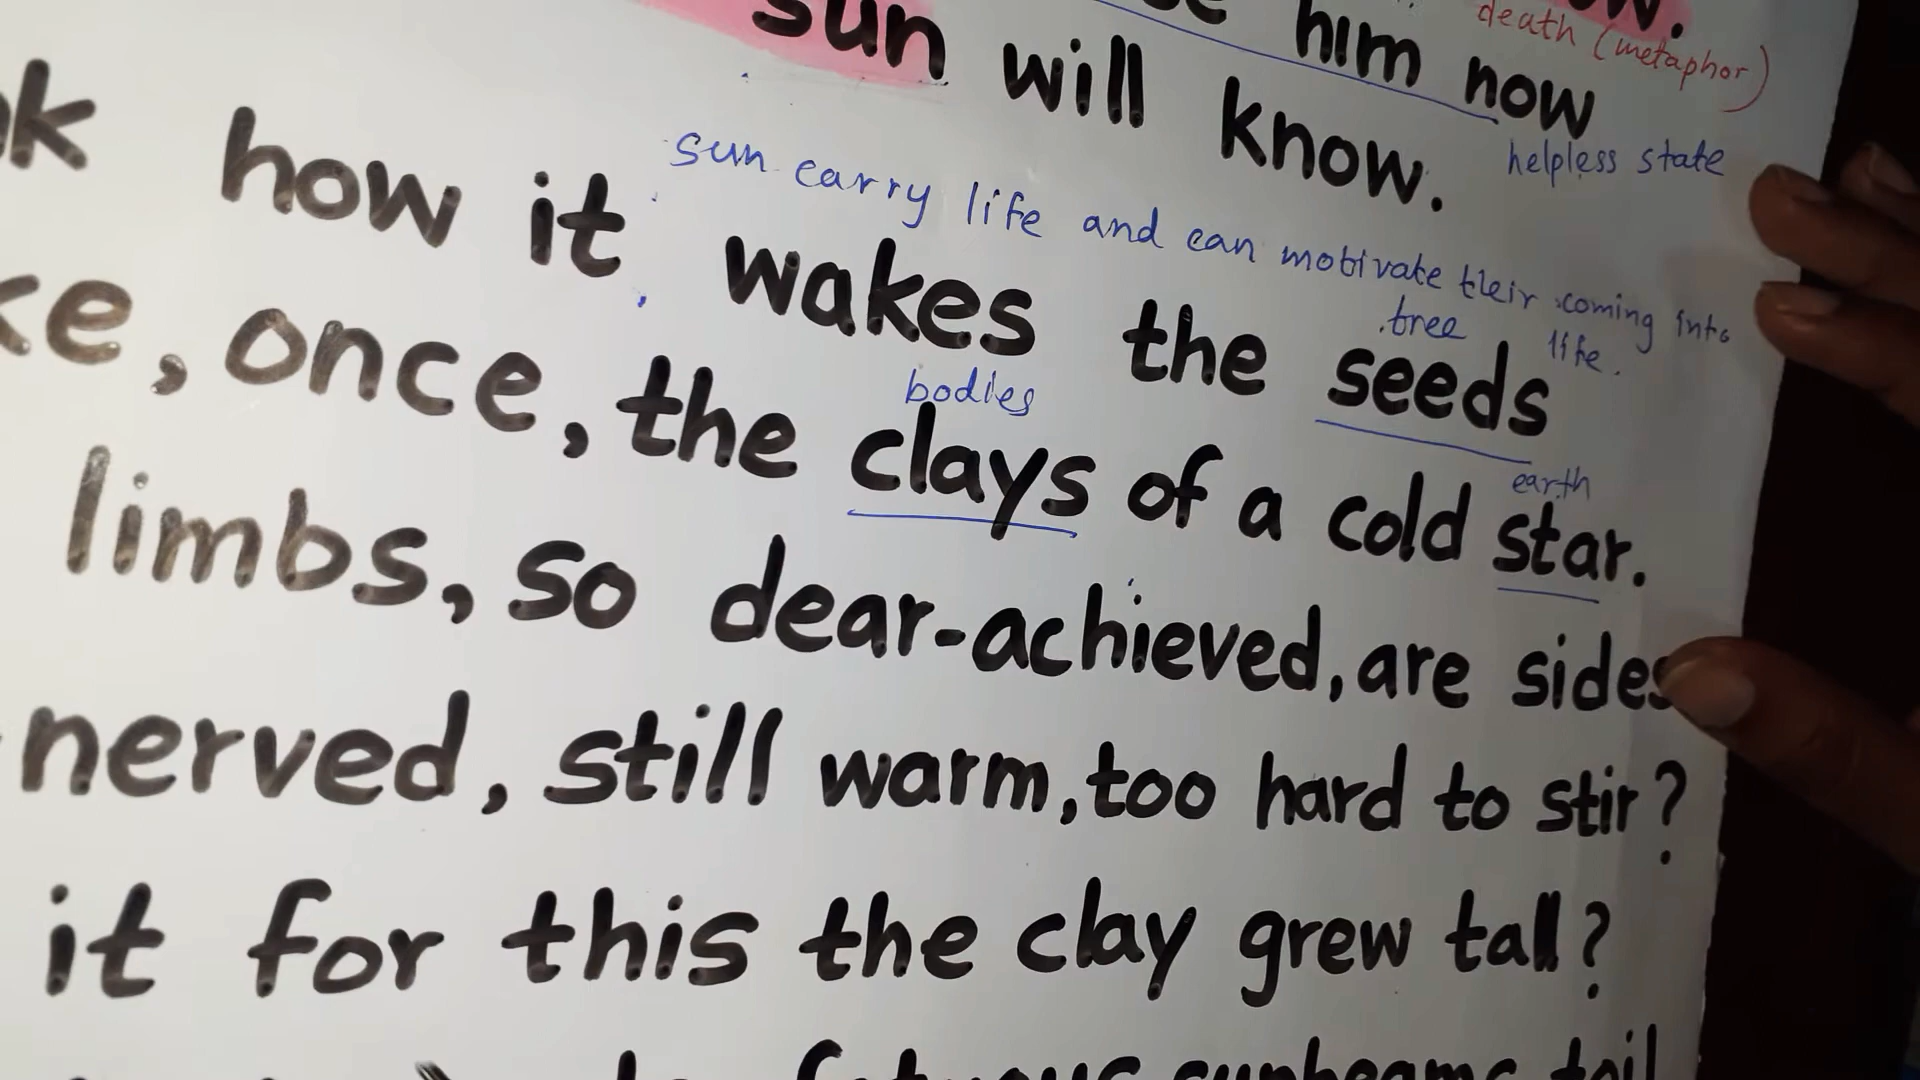 him now
death (metaphor)
sun will know.
helpless state
how it wakes the seeds
sun carry life and can motivate their coming into
tree life.
once, the clays of a cold star.
bodies
earth
limbs, so dear-achieved, are sides
nerved, still warm, too hard to stir?
it for this the clay grew tall?
sunbeams toil